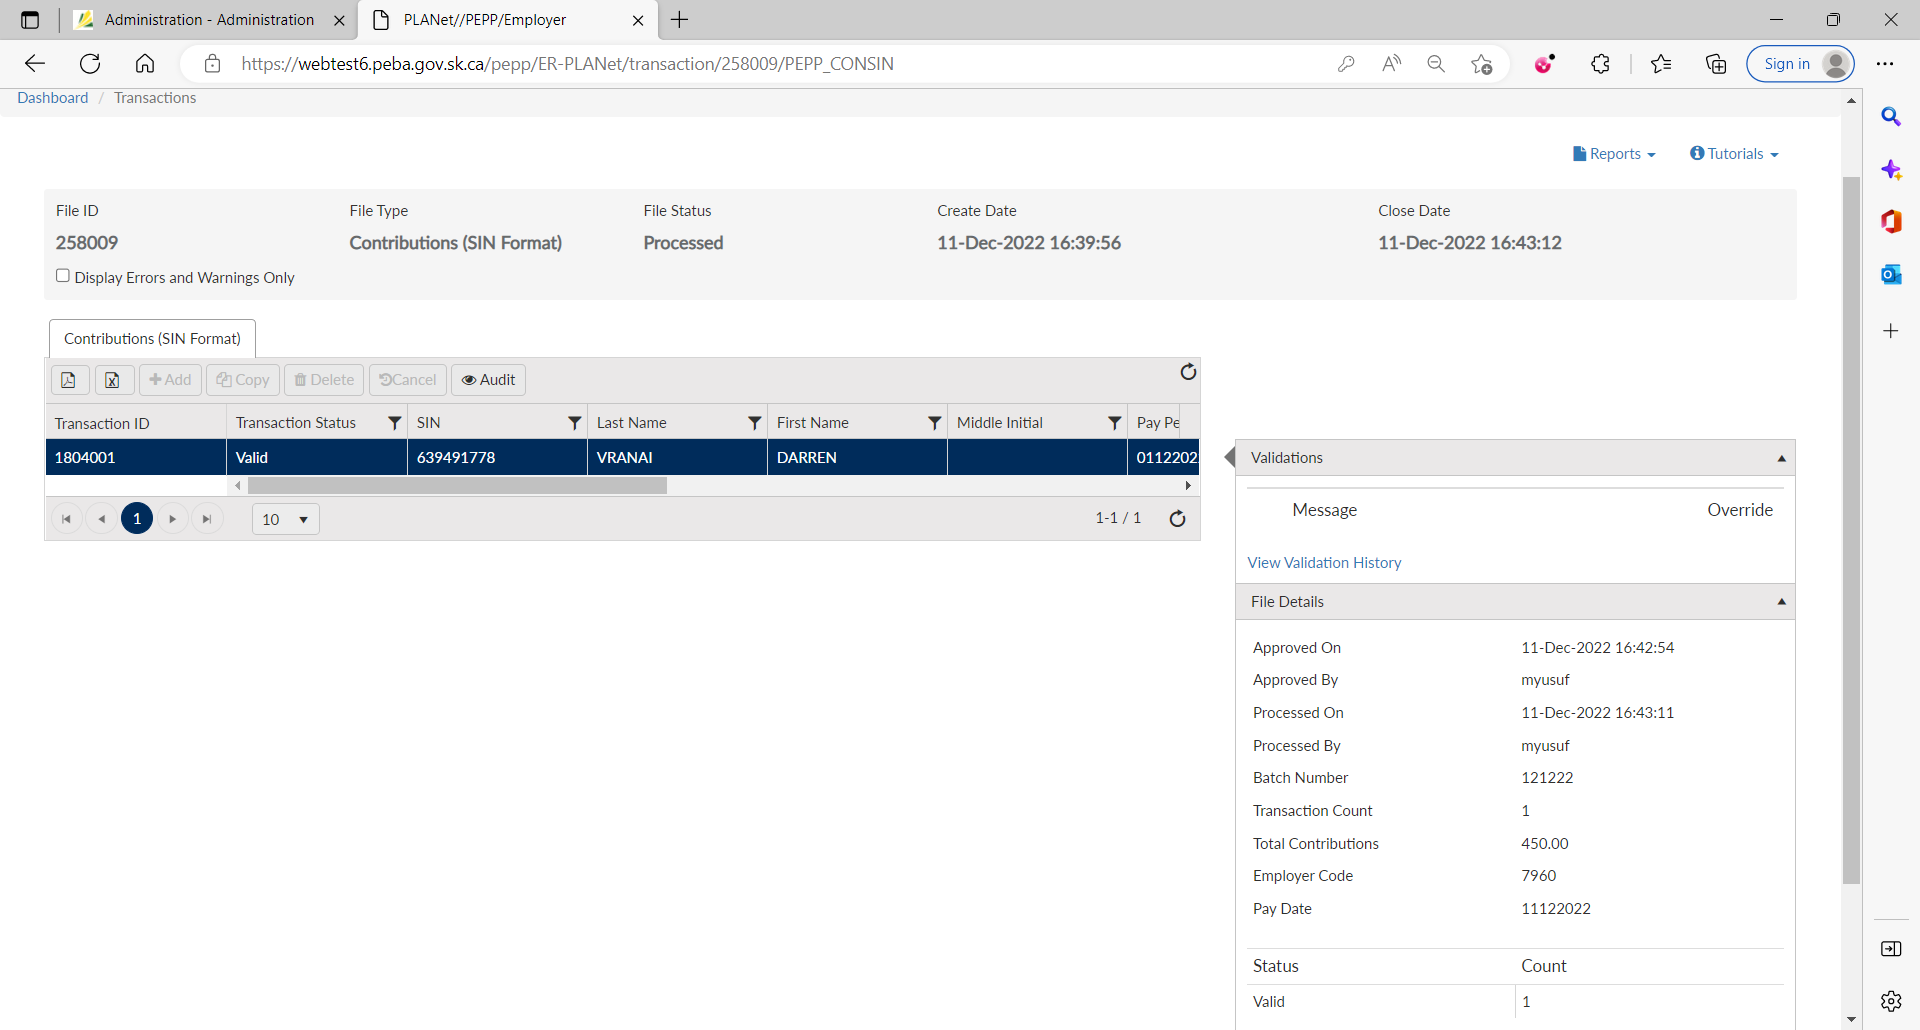 Administration - Administration
PLANet//PEPP/Employer
https://webtest6.peba.gov.sk.ca/pepp/ER-PLANet/transaction/258009/PEPP_CONSIN
Sign in
Dashboard / Transactions
Reports
Tutorials
File ID
File Type
File Status
Create Date
Close Date
258009
Contributions (SIN Format)
Processed
11-Dec-2022 16:39:56
11-Dec-2022 16:43:12
Display Errors and Warnings Only
Contributions (SIN Format)
Add
Copy
Delete
Cancel
Audit
Transaction ID
Transaction Status
SIN
Last Name
First Name
Middle Initial
Pay Pe
1804001
Valid
639491778
VRANAI
DARREN
0112202
1
10
1-1 / 1
Validations
Message
Override
View Validation History
File Details
Approved On 11-Dec-2022 16:42:54
Approved By myusuf
Processed On 11-Dec-2022 16:43:11
Processed By myusuf
Batch Number 121222
Transaction Count 1
Total Contributions 450.00
Employer Code 7960
Pay Date 11122022
Status Count
Valid 1